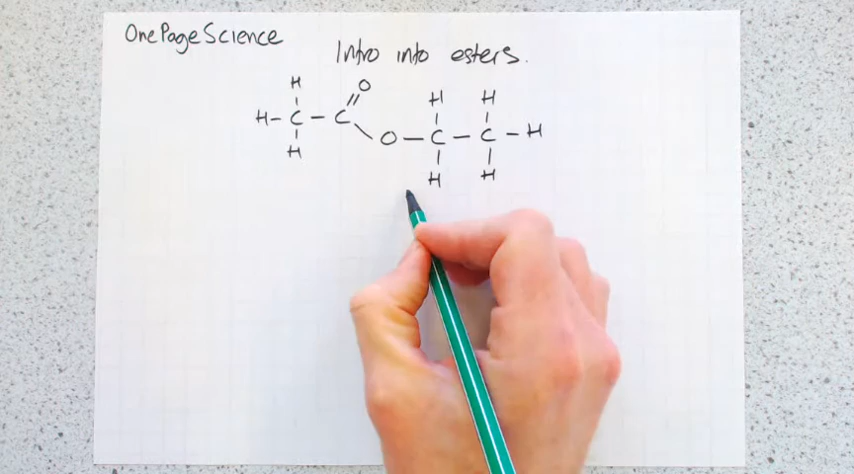 OnePageScience
Intro into esters.
H O H H
H-C-C
O-C-C-H
H H H